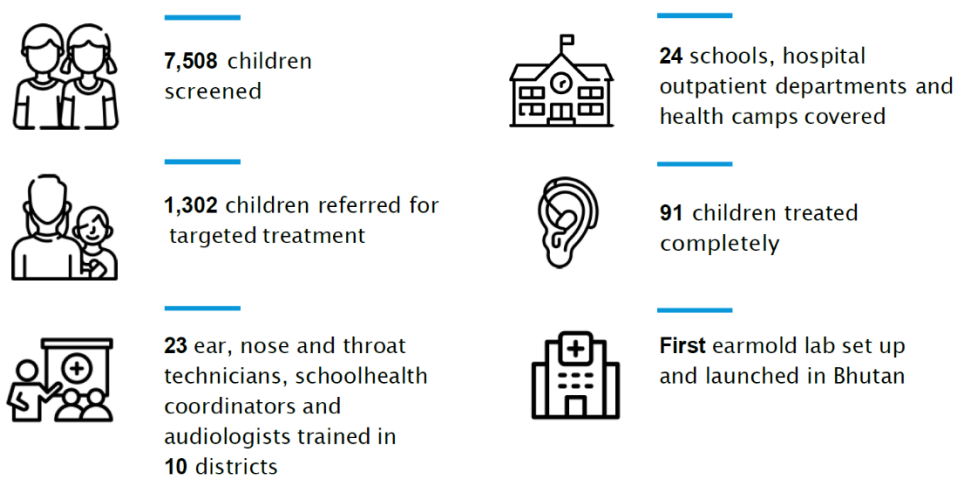 7,508 children
screened
24 schools, hospital
outpatient departments and
health camps covered
1,302 children referred for
targeted treatment
91 children treated
completely
23 ear, nose and throat
technicians, schoolhealth
coordinators and
audiologists trained in
10 districts
First earmold lab set up
and launched in Bhutan